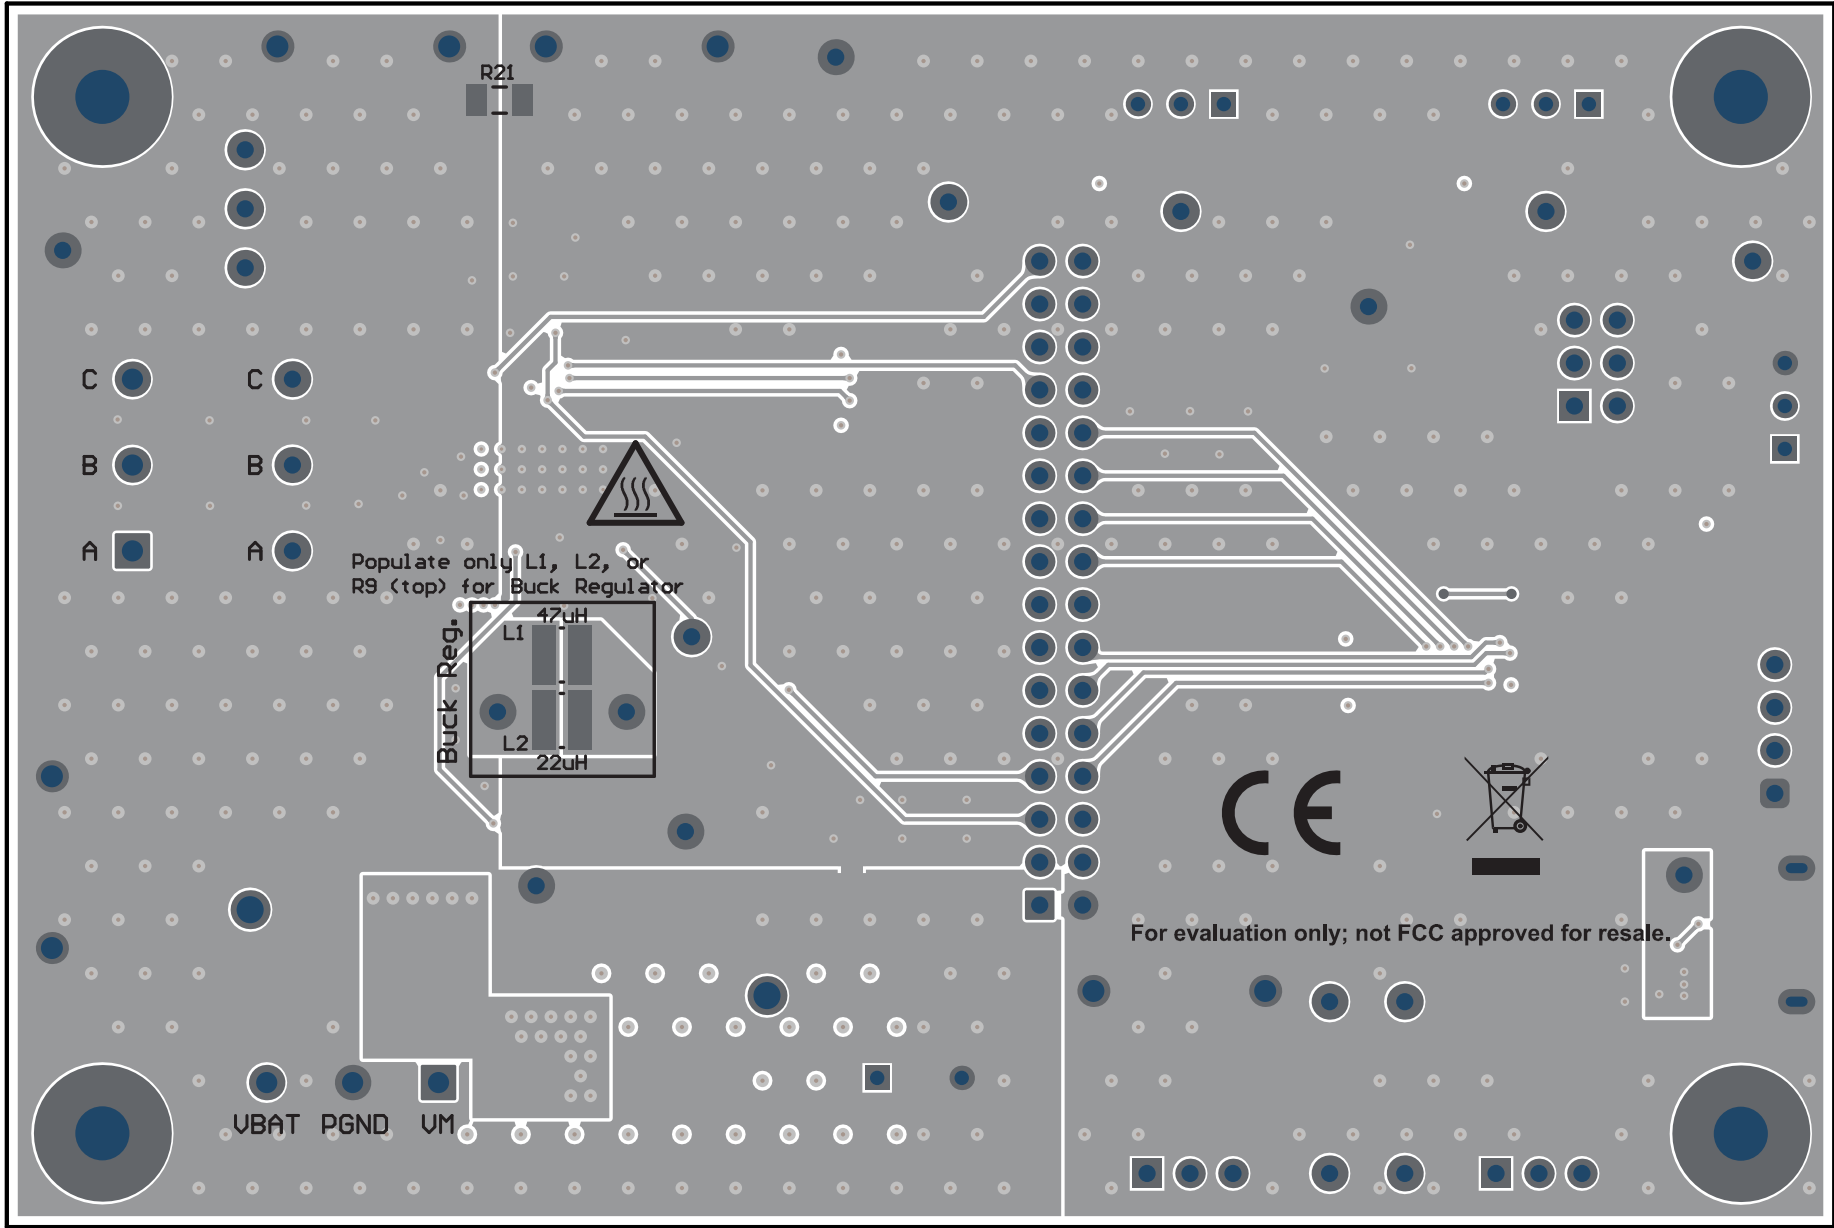 R21
C C
B B
A A
Populate only L1, L2, or
R9 (top) for Buck Regulator
47uH
L1
Buck Reg.
L2
22uH
CE
For evaluation only; not FCC approved for resale.
VBAT PGND VM